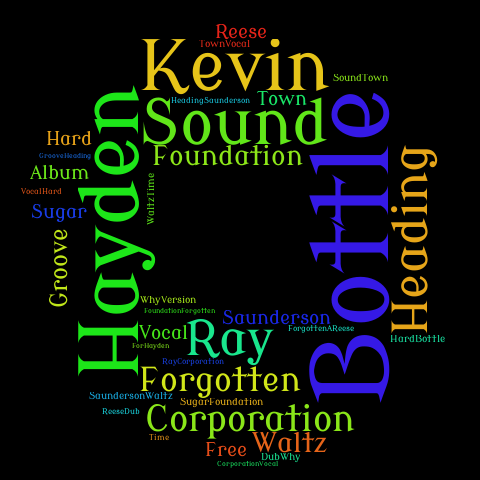 Reese
TownVocal
Kevin
SoundTown
HeadingSaunderson
Town
Sound
Hayden
Bottle
Hard
Foundation
Heading
GrooveHeading
Album
VocalHard
WaltzTime
Sugar
Groove
WhyVersion
FoundationForgotten
Saunderson
Ray
Vocal
ForgottenAReese
HardBottle
ForHayden
RayCorporation
Forgotten
SaundersonWaltz
SugarFoundation
ReeseDub
Corporation
Time
Waltz
Free
DubWhy
CorporationVocal